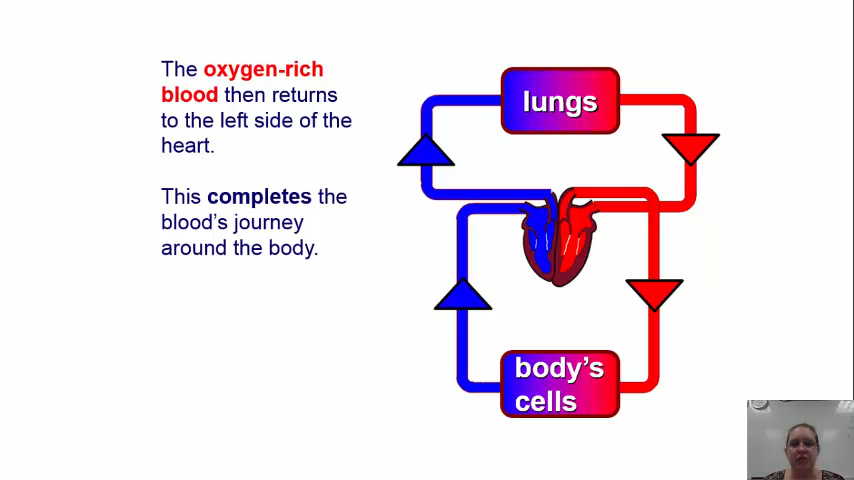 The oxygen-rich
blood then returns
to the left side of the
heart.
This completes the
blood’s journey
around the body.
lungs
body’s
cells